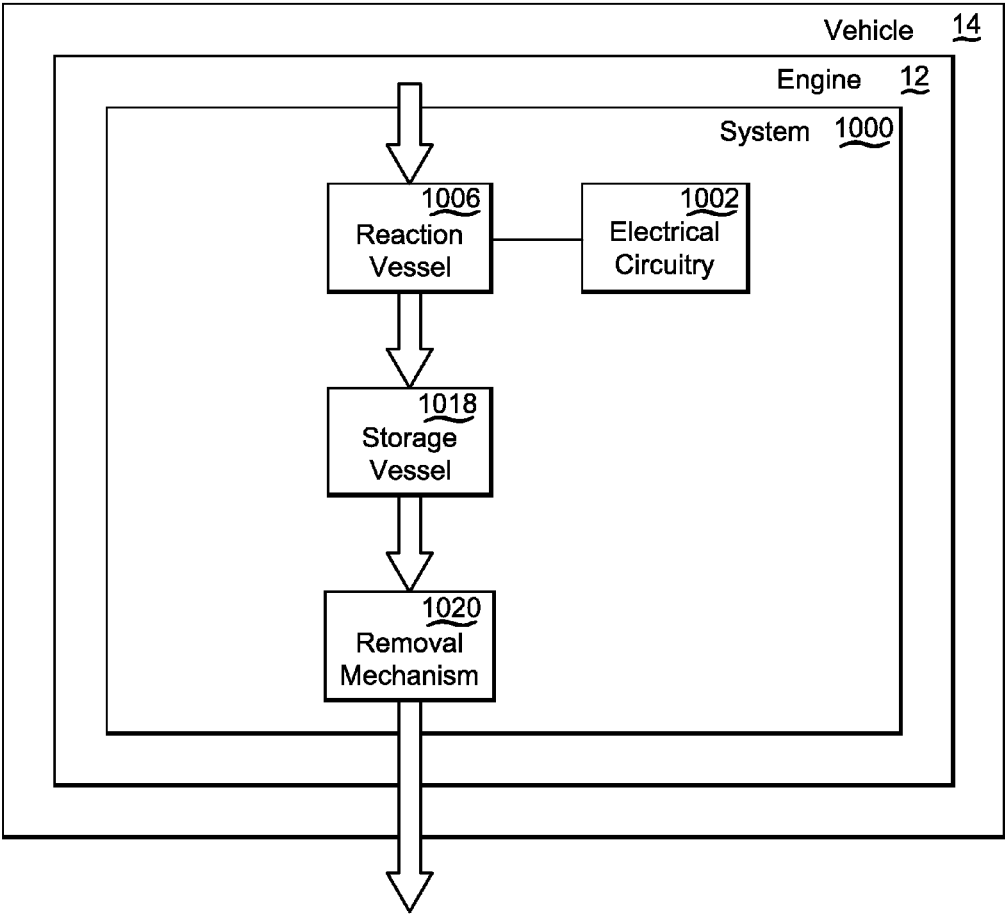 Vehicle 14
Engine 12
System 1000
1006
Reaction
Vessel
1002
Electrical
Circuitry
1018
Storage
Vessel
1020
Removal
Mechanism